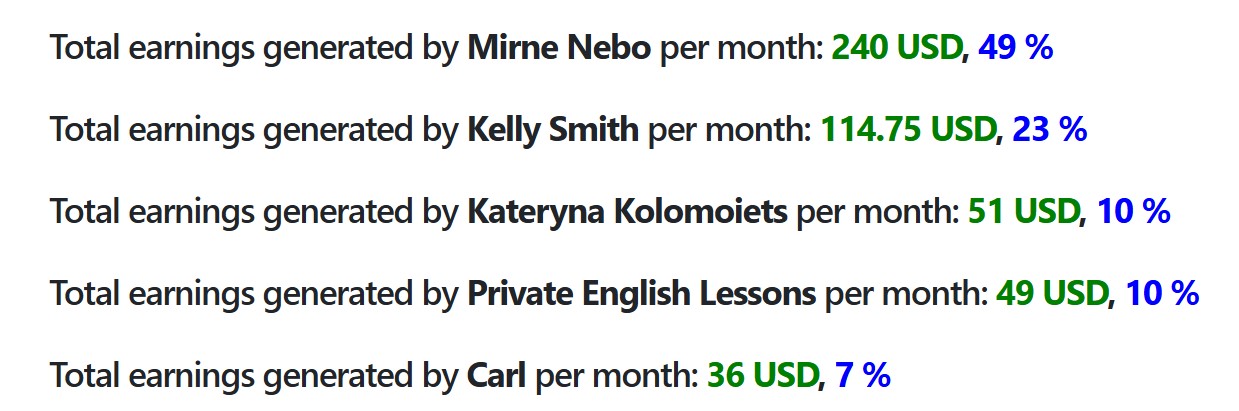 Total earnings generated by Mirne Nebo per month: 240 USD, 49 %
Total earnings generated by Kelly Smith per month: 114.75 USD, 23 %
Total earnings generated by Kateryna Kolomoiets per month: 51 USD, 10 %
Total earnings generated by Private English Lessons per month: 49 USD, 10 %
Total earnings generated by Carl per month: 36 USD, 7 %